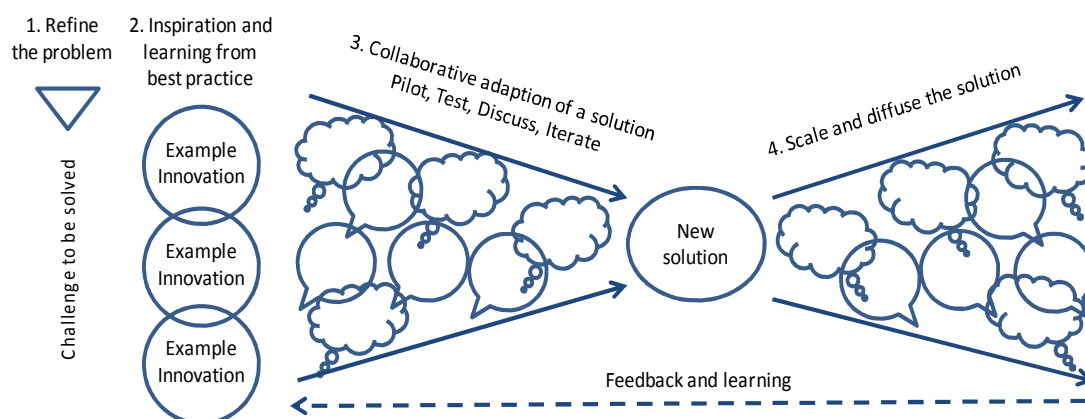 1. Refine
the problem
2. Inspiration and
learning from
best practice
3. Collaborative adaption of a solution
Pilot, Test, Discuss, Iterate
4. Scale and diffuse the solution
Challenge to be solved
Example
Innovation
Example
Innovation
Example
Innovation
New
solution
Feedback and learning